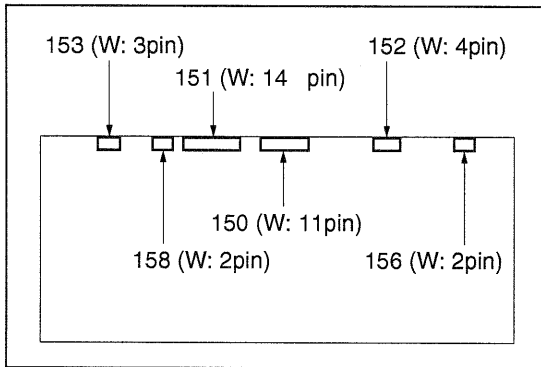 153 (W: 3pin)
152 (W: 4pin)
151 (W: 14 pin)
150 (W: 11pin)
158 (W: 2pin)
156 (W: 2pin)